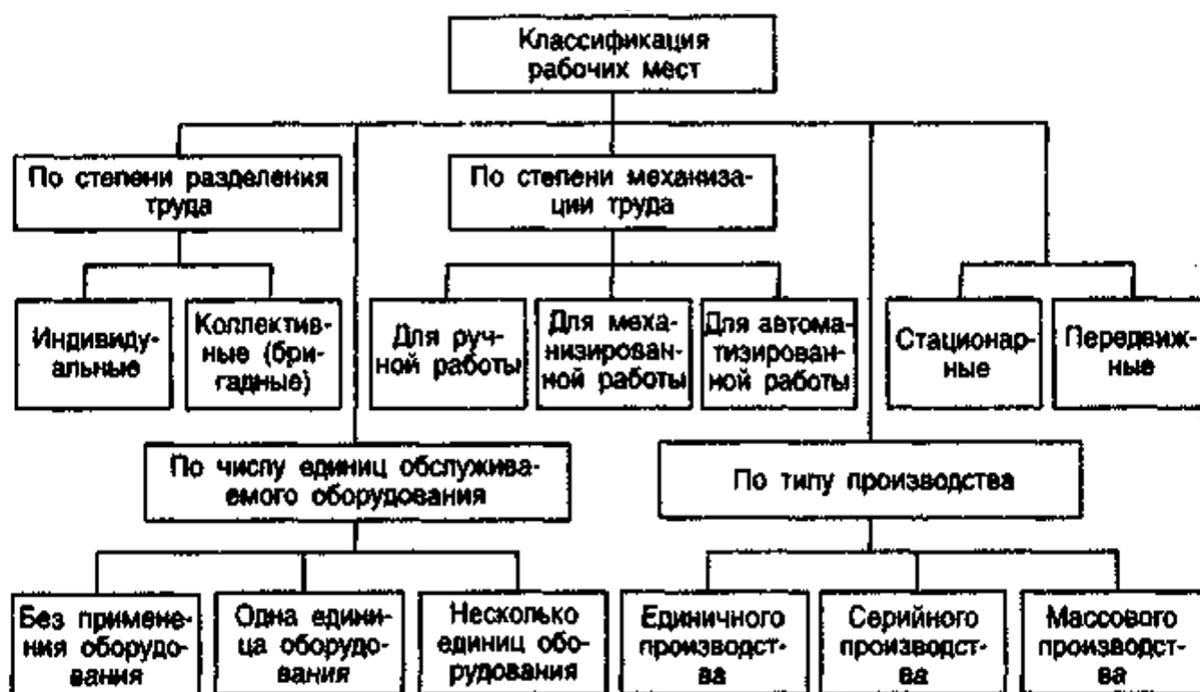 Классификация
рабочих мест
По степени разделения
труда
По степени механиза-
ции труда
Индивиду-
альные
Коллектив-
ные (бри-
гадные)
Для руч-
ной работы
Для меха-
низирован-
ной работы
Для автома-
тизирован-
ной работы
Стационар-
ные
Передвиж-
ные
По числу единиц обслужива-
емого оборудования
По типу производства
Без примене-
ния оборудо-
вания
Одна едини-
ца оборудо-
вания
Несколько
единиц обо-
рудования
Единичного
производст-
ва
Серийного
производст-
ва
Массового
производст-
ва